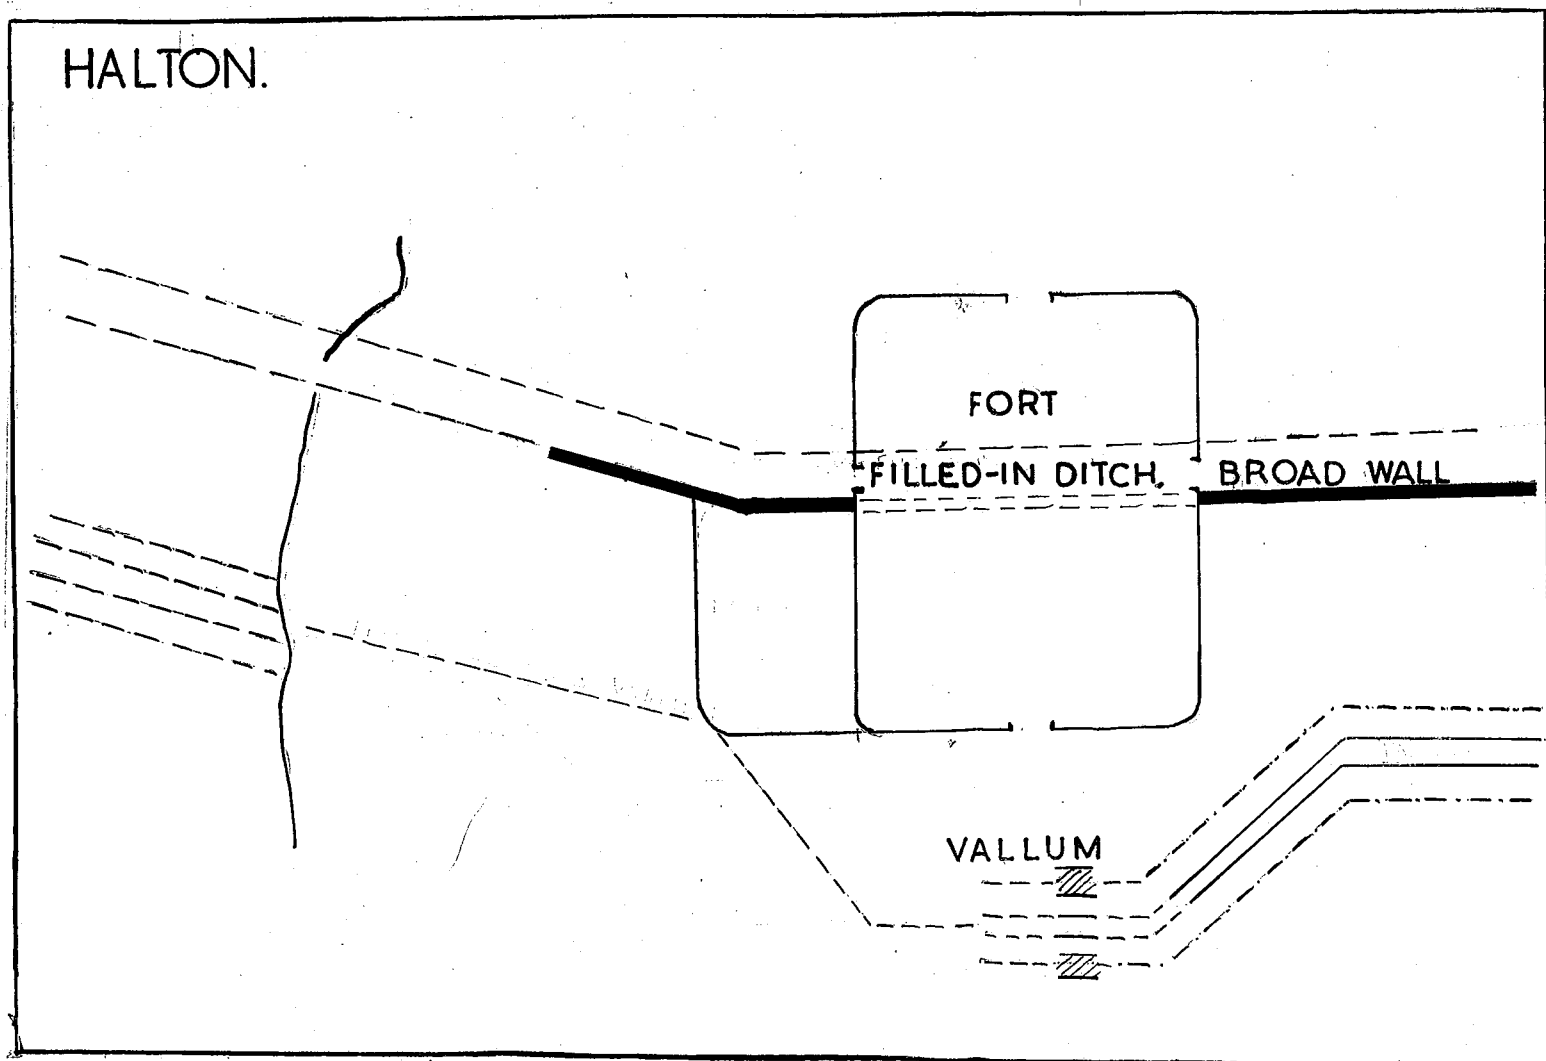 HALTON.
FORT
FILLED-IN DITCH.
BROAD WALL
VALLUM